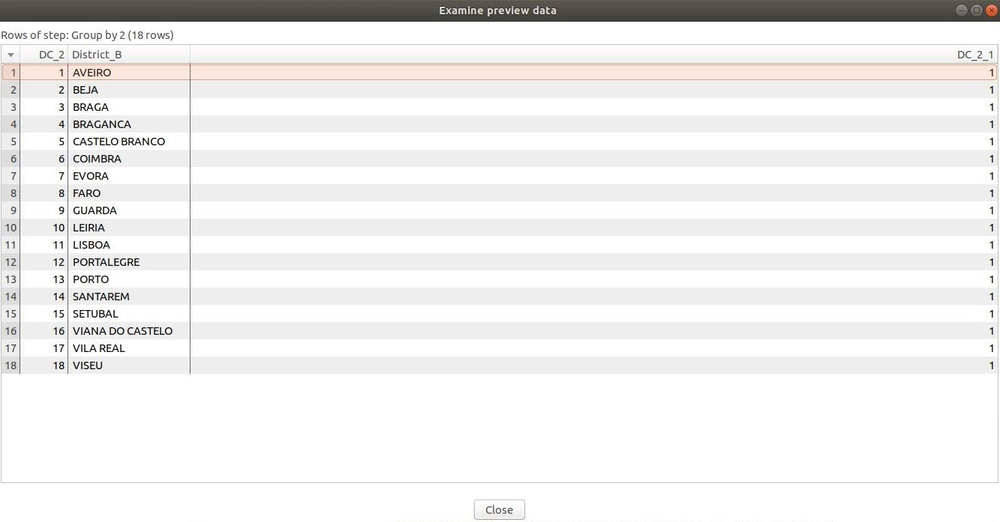 Examine preview data
Rows of step: Group by 2 (18 rows)
DC_2 District_B DC_2_1
1 1 AVEIRO 1
2 2 BEJA 1
3 3 BRAGA 1
4 4 BRAGANCA 1
5 5 CASTELO BRANCO 1
6 6 COIMBRA 1
7 7 EVORA 1
8 8 FARO 1
9 9 GUARDA 1
10 10 LEIRIA 1
11 11 LISBOA 1
12 12 PORTALEGRE 1
13 13 PORTO 1
14 14 SANTAREM 1
15 15 SETUBAL 1
16 16 VIANA DO CASTELO 1
17 17 VILA REAL 1
18 18 VISEU 1
Close